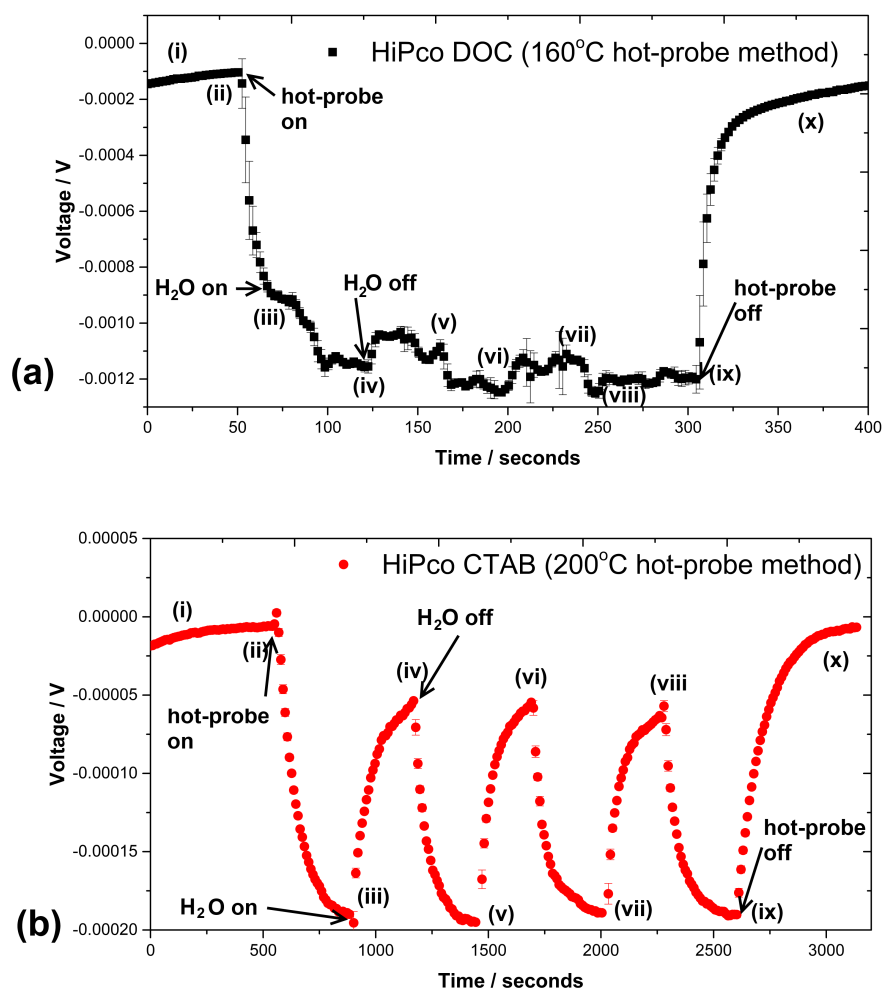 0.0000
-0.0002
-0.0004
-0.0006
-0.0008
-0.0010
-0.0012
Voltage / V
(i)
HiPco DOC (160°C hot-probe method)
(ii)
hot-probe
on
H₂O on
(iii)
H₂O off
(iv)
(v)
(vi)
(vii)
(viii)
hot-probe
off
(ix)
(x)
(a)
0
50
100
150
200
250
300
350
400
Time / seconds
0.00005
0.00000
-0.00005
-0.00010
-0.00015
-0.00020
Voltage / V
(i)
HiPco CTAB (200°C hot-probe method)
H₂O off
(ii)
hot-probe
on
(iv)
(vi)
(viii
(x)
hot-probe
off
H₂O on
(iii)
(v)
(vii)
(ix)
(b)
0
500
1000
1500
2000
2500
3000
Time / seconds